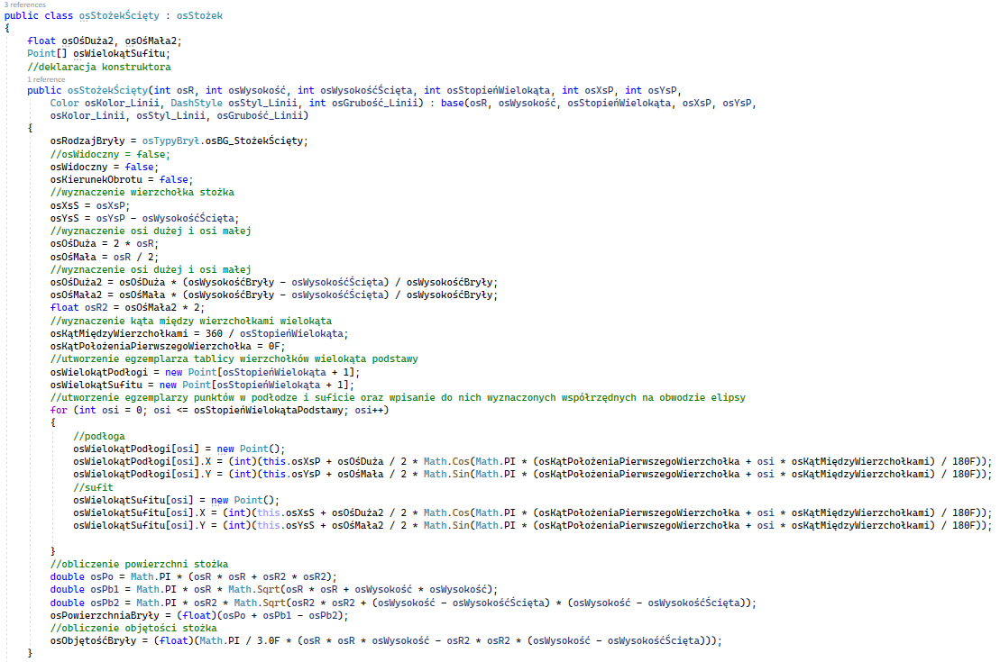 3 references
public class osStożekŚcięty : osStożek
{
float osOśDuża2, osOśMała2;
Point[] osWielokątSufitu;
//deklaracja konstruktora
1 reference
public osStożekŚcięty(int osR, int osWysokość, int osWysokośćŚcięta, int osStopieńWielokąta, int osXsP, int osYsP,
Color osKolor_Linii, DashStyle osStyl_Linii, int osGrubość_Linii) : base(osR, osWysokość, osStopieńWielokąta, osXsP, osYsP,
osKolor_Linii, osStyl_Linii, osGrubość_Linii)
{
osRodzajBryły = osTypyBrył.osBG_StożekŚcięty;
//osWidoczny = false;
osWidoczny = false;
osKierunekObrotu = false;
//wyznaczenie wierzchołka stożka
osXsS = osXsP;
osYsS = osYsP - osWysokośćŚcięta;
//wyznaczenie osi dużej i osi małej
osOśDuża = 2 * osR;
osOśMała = osR / 2;
//wyznaczenie osi dużej i osi małej
osOśDuża2 = osOśDuża * (osWysokośćBryły - osWysokośćŚcięta) / osWysokośćBryły;
osOśMała2 = osOśMała * (osWysokośćBryły - osWysokośćŚcięta) / osWysokośćBryły;
float osR2 = osOśMała2 * 2;
//wyznaczenie kąta między wierzchołkami wielokąta
osKątMiędzyWierzchołkami = 360 / osStopieńWielokąta;
osKątPołożeniaPierwszegoWierzchołka = 0F;
//utworzenie egzemplarza tablicy wierzchołków wielokąta podstawy
osWielokątPodłogi = new Point[osStopieńWielokąta + 1];
osWielokątSufitu = new Point[osStopieńWielokąta + 1];
//utworzenie egzemplarzy punktów w podłodze i suficie oraz wpisanie do nich wyznaczonych współrzędnych na obwodzie elipsy
for (int osi = 0; osi <= osStopieńWielokątaPodstawy; osi++)
{
//podłoga
osWielokątPodłogi[osi] = new Point();
osWielokątPodłogi[osi].X = (int)(this.osXsP + osOśDuża / 2 * Math.Cos(Math.PI * (osKątPołożeniaPierwszegoWierzchołka + osi * osKątMiędzyWierzchołkami) / 180F));
osWielokątPodłogi[osi].Y = (int)(this.osYsP + osOśMała / 2 * Math.Sin(Math.PI * (osKątPołożeniaPierwszegoWierzchołka + osi * osKątMiędzyWierzchołkami) / 180F));
//sufit
osWielokątSufitu[osi] = new Point();
osWielokątSufitu[osi].X = (int)(this.osXsS + osOśDuża2 / 2 * Math.Cos(Math.PI * (osKątPołożeniaPierwszegoWierzchołka + osi * osKątMiędzyWierzchołkami) / 180F));
osWielokątSufitu[osi].Y = (int)(this.osYsS + osOśMała2 / 2 * Math.Sin(Math.PI * (osKątPołożeniaPierwszegoWierzchołka + osi * osKątMiędzyWierzchołkami) / 180F));
}
//obliczenie powierzchni stożka
double osPo = Math.PI * (osR * osR + osR2 * osR2);
double osPb1 = Math.PI * osR * Math.Sqrt(osR * osR + osWysokość * osWysokość);
double osPb2 = Math.PI * osR2 * Math.Sqrt(osR2 * osR2 + (osWysokość - osWysokośćŚcięta) * (osWysokość - osWysokośćŚcięta));
osPowierzchniaBryły = (float)(osPo + osPb1 - osPb2);
//obliczenie objętości stożka
osObjętośćBryły = (float)(Math.PI / 3.0F * (osR * osR * osWysokość - osR2 * osR2 * (osWysokość - osWysokośćŚcięta)));
}